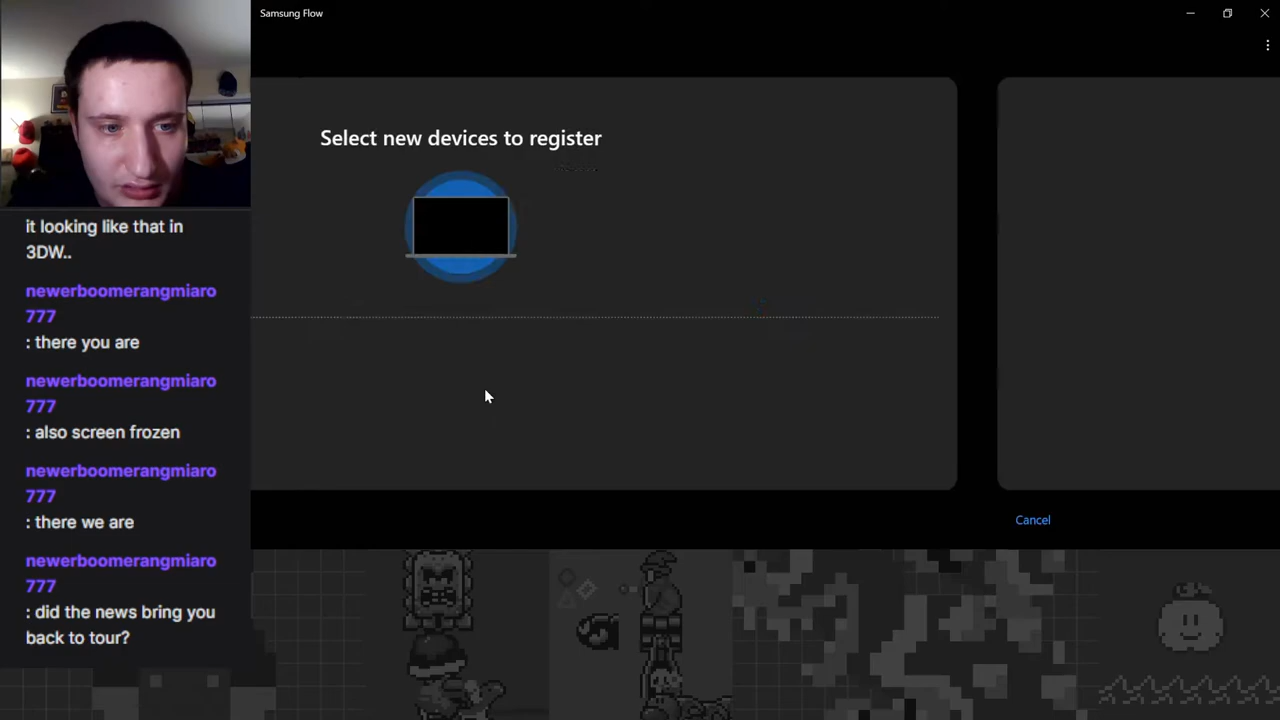 Samsung Flow
Select new devices to register
Cancel
it looking like that in
3DW..
newerboomerangmiaro
777
: there you are
newerboomerangmiaro
777
: also screen frozen
newerboomerangmiaro
777
: there we are
newerboomerangmiaro
777
: did the news bring you
back to tour?